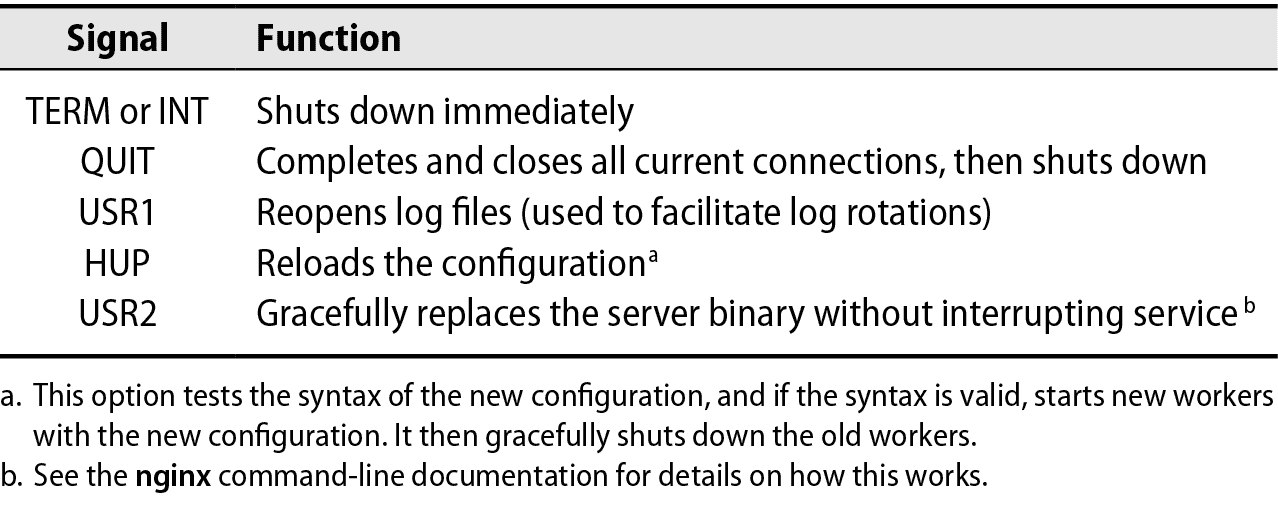 Signal Function
TERM or INT Shuts down immediately
QUIT Completes and closes all current connections, then shuts down
USR1 Reopens log files (used to facilitate log rotations)
HUP Reloads the configuration a
USR2 Gracefully replaces the server binary without interrupting service b
a. This option tests the syntax of the new configuration, and if the syntax is valid, starts new workers
with the new configuration. It then gracefully shuts down the old workers.
b. See the nginx command-line documentation for details on how this works.